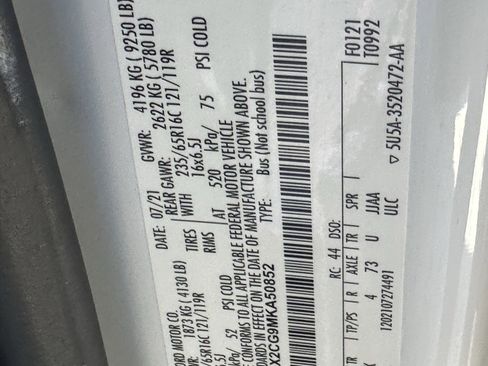 ORD MOTOR CO. 07/21 GVWR: 4196 KG ( 9250 LB)
1873 KG ( 4130 LB) REAR GAWR: 2622 KG ( 5780 LB)
/65R16C 121/119R TIRES WITH 235/65R16C 121/119R
16x6.5J RIMS 16x6.5J
kPa/ 52 PSI COLD AT 520 kPa/ 75 PSI COLD
CONFORMS TO ALL APPLICABLE FEDERAL MOTOR VEHICLE
ARDS IN EFFECT ON THE DATE OF MANUFACTURE SHOWN ABOVE.
X2CG9MKA50852 Bus (Not school bus)
F0121
T0992
RC: 44 DSO:
TP/PS R AXLE TR SPR
K 4 73 U JJAA
1202107274491 ULC
▽ 5U5A-3520472-AA